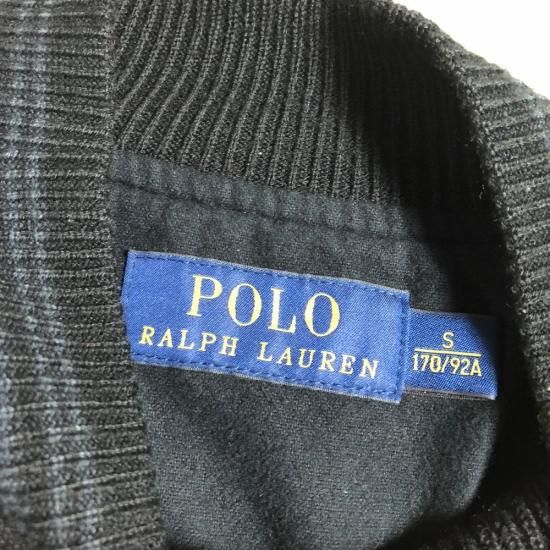 POLO
RALPH LAUREN
S
170/92A